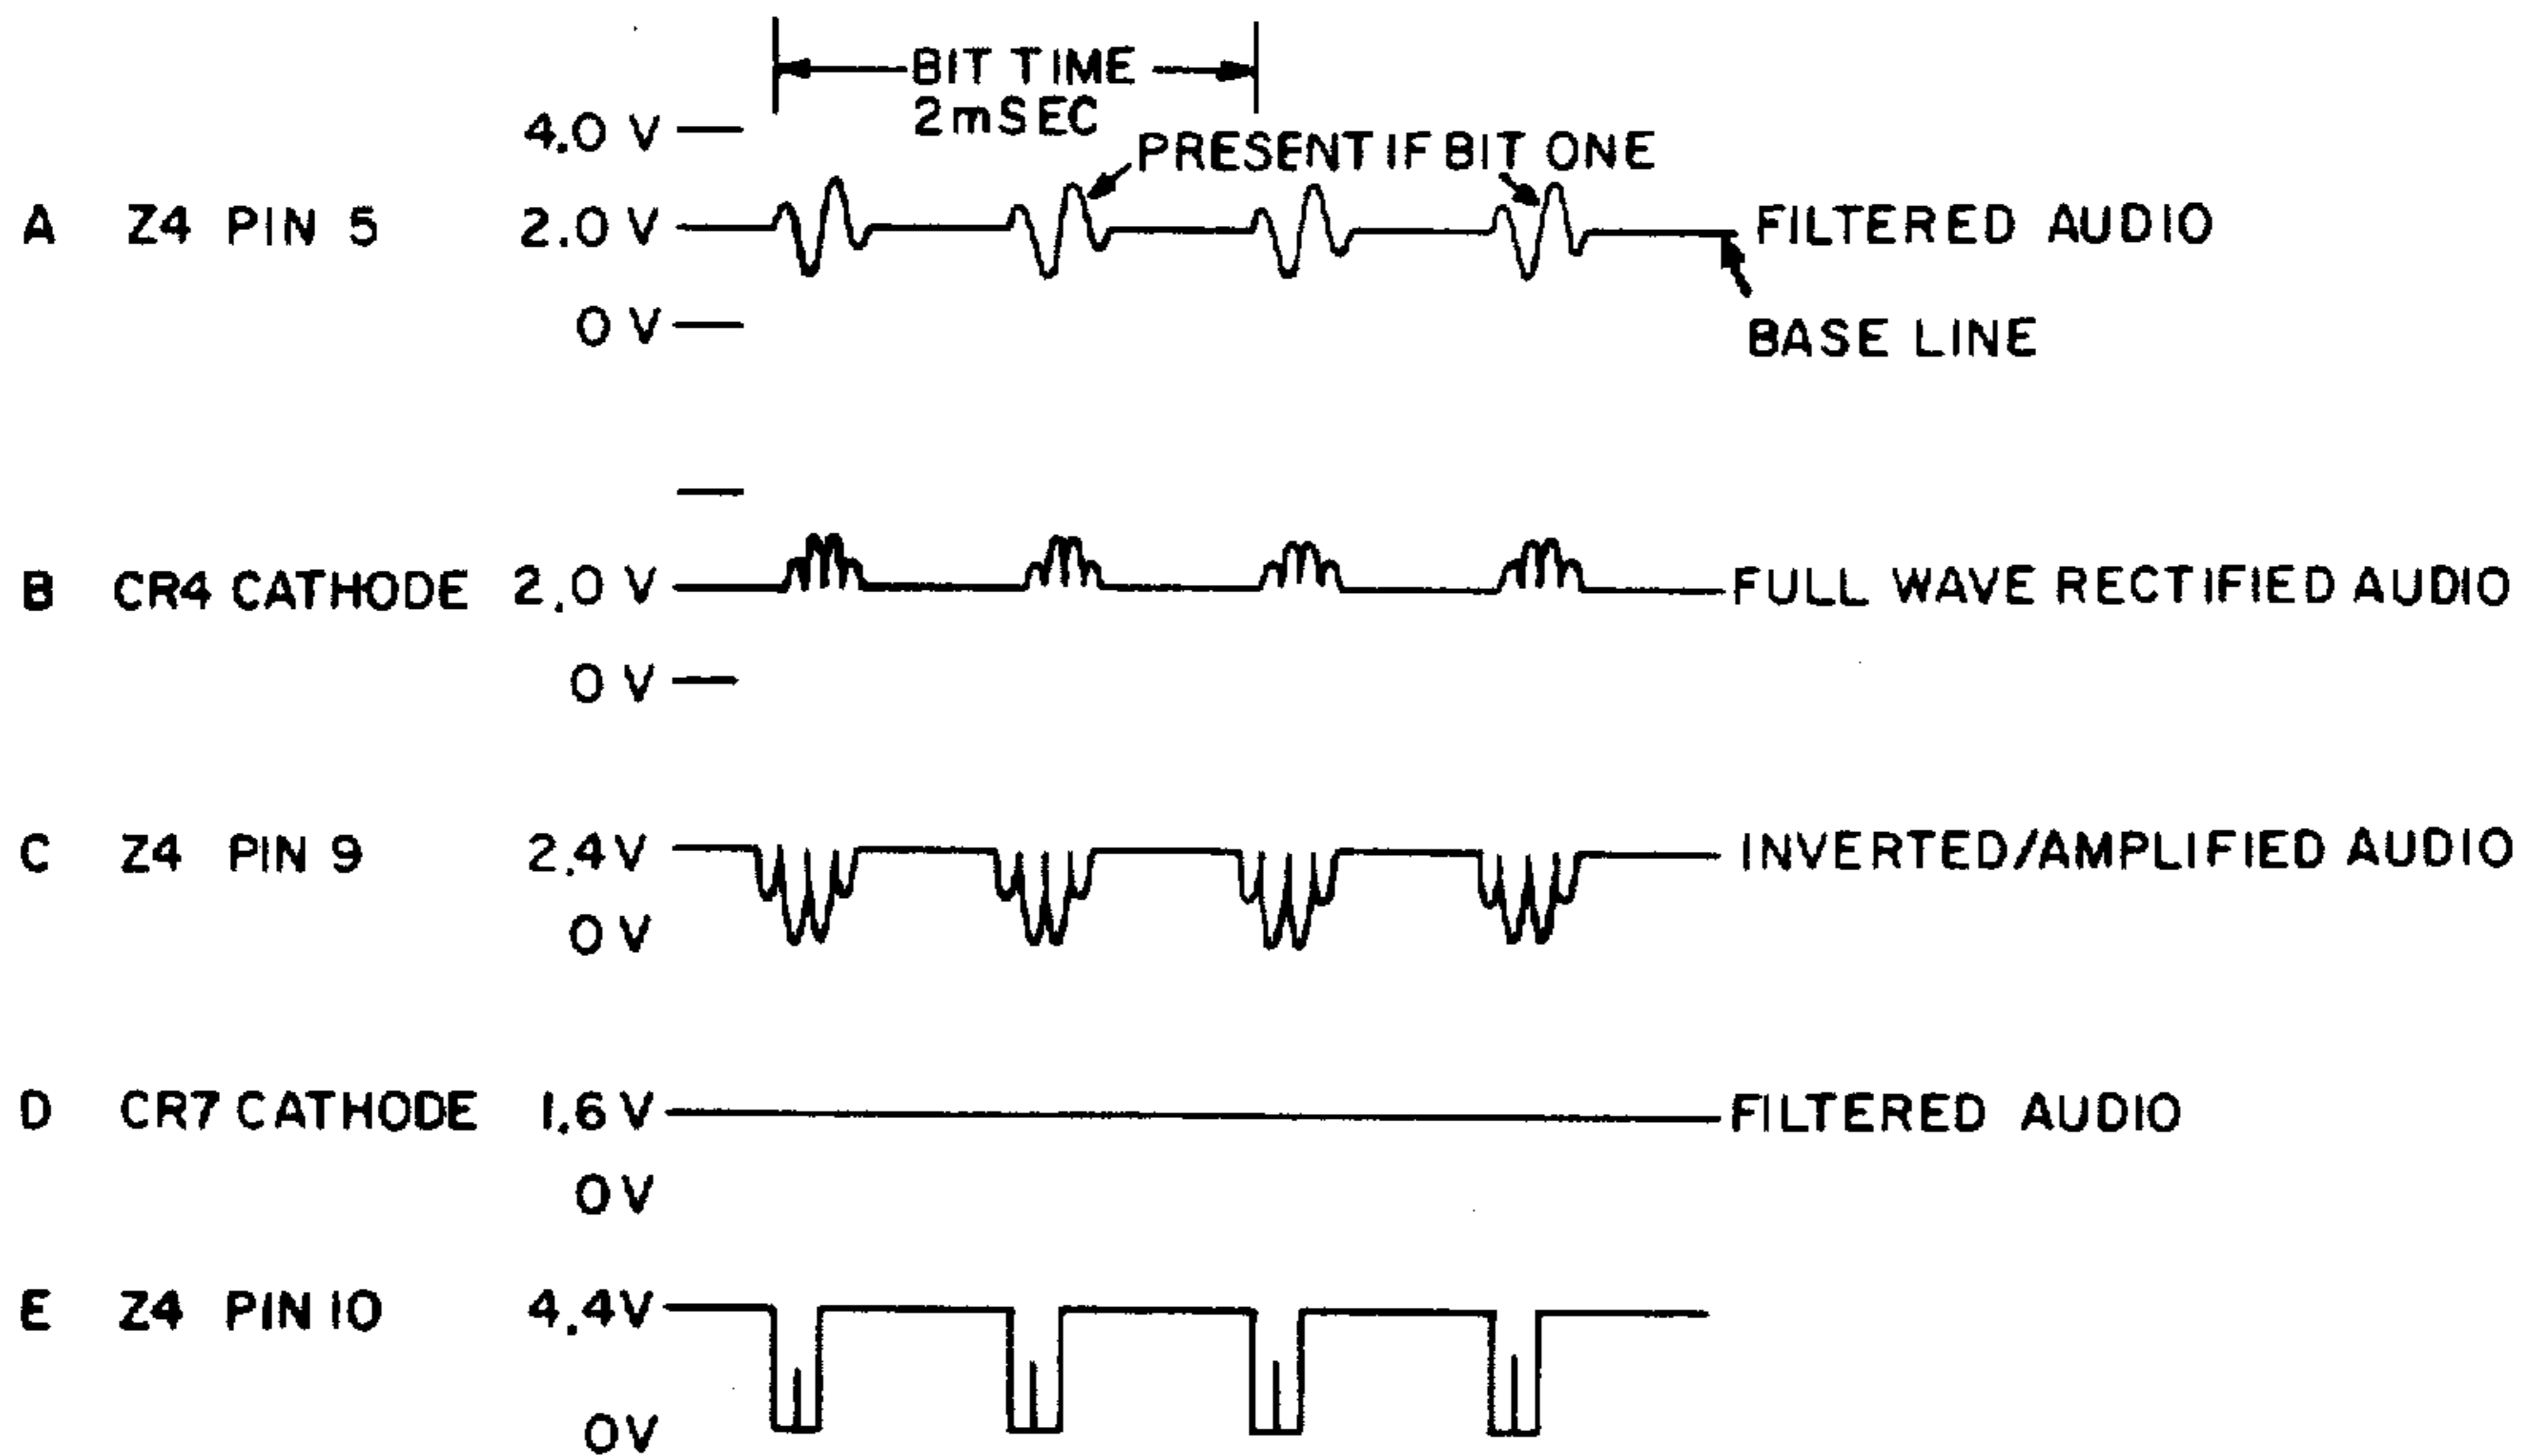 BIT TIME
2mSEC
4.0 V
PRESENT IF BIT ONE
A Z4 PIN 5 2.0 V FILTERED AUDIO
0 V
BASE LINE
B CR4 CATHODE 2.0 V FULL WAVE RECTIFIED AUDIO
0 V
C Z4 PIN 9 2.4V INVERTED/AMPLIFIED AUDIO
0 V
D CR7 CATHODE 1.6 V FILTERED AUDIO
0V
E Z4 PIN 10 4.4V
0V